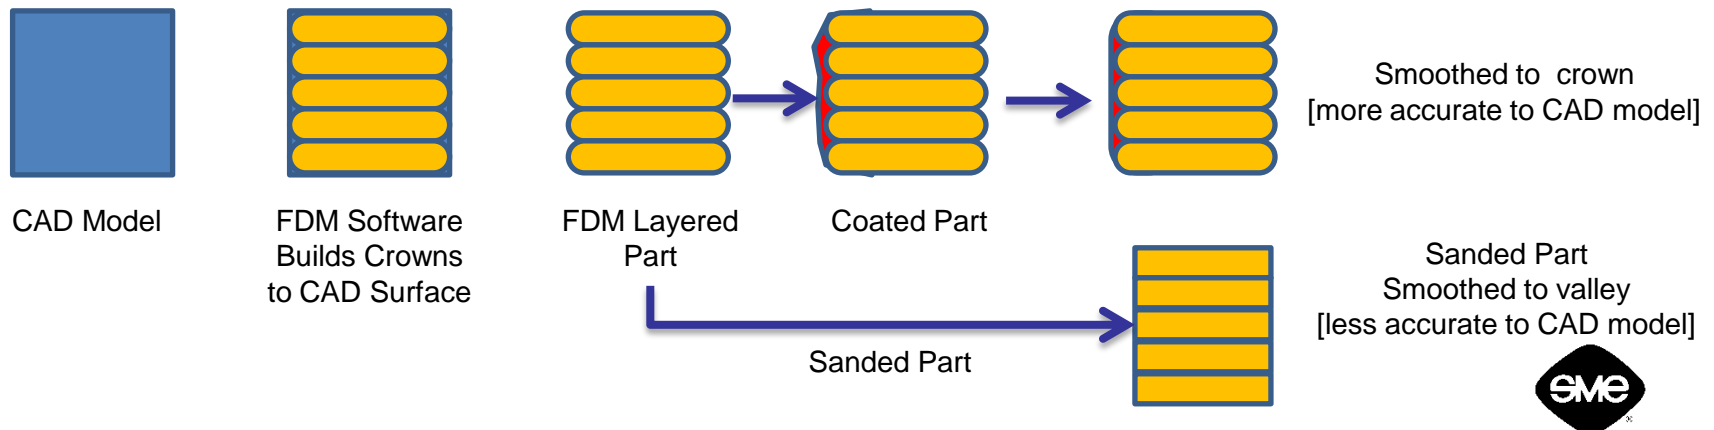 Smoothed to crown
[more accurate to CAD model]
CAD Model
FDM Software
Builds Crowns
to CAD Surface
FDM Layered
Part
Coated Part
Sanded Part
Sanded Part
Smoothed to valley
[less accurate to CAD model]
SME
®